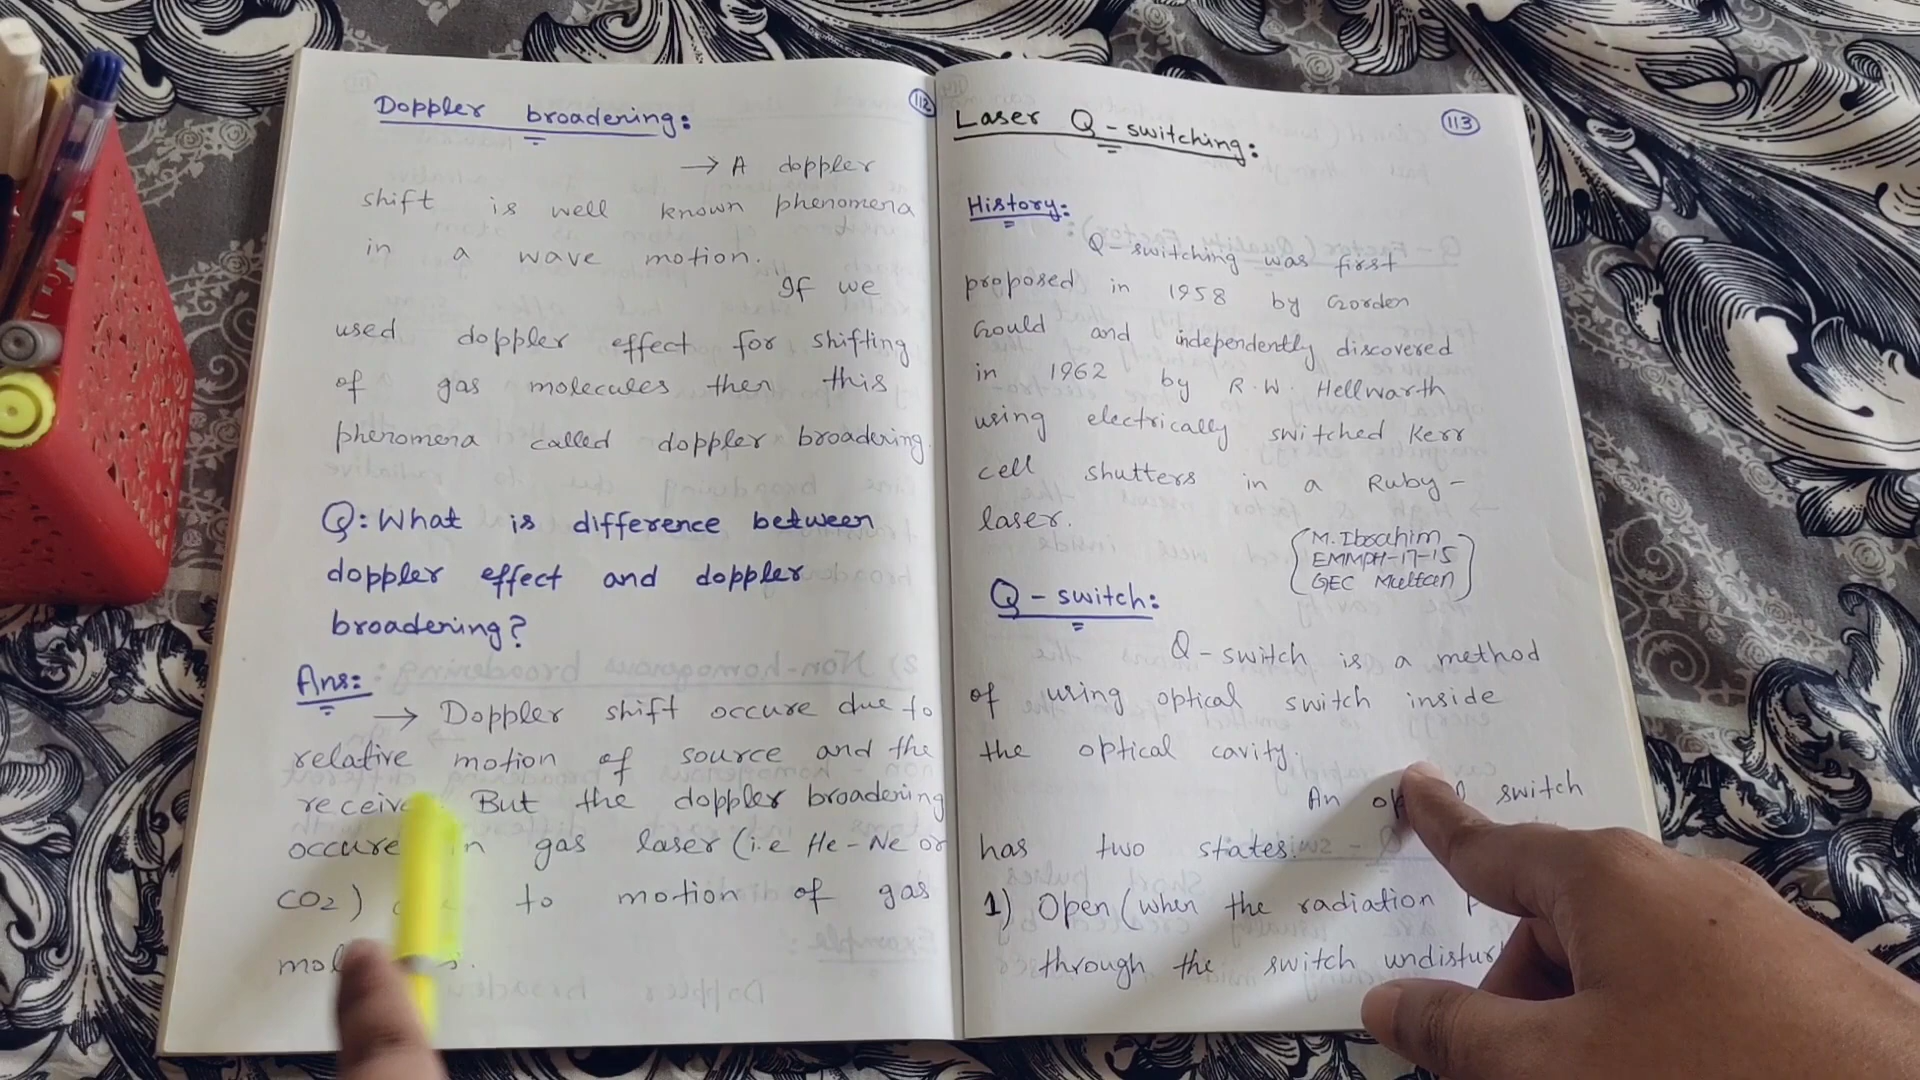 Doppler broadening:
112
→ A doppler
shift is well known phenomena
in a wave motion.
If we
used doppler effect for shifting
of gas molecules then this
phenomena called doppler broadering.
Q: What is difference between
doppler effect and doppler
broadering?
Ans:
→ Doppler shift occure due to
relative motion of source and the
But the doppler broadering
occure in gas laser (i.e He-Ne or
CO2) to motion of gas
113
Laser Q-switching:
History:
Q-switching was first
proposed in 1958 by Gorden
Gould and independently discovered
in 1962 by R.W. Hellwarth
using electrically switched Kerr
cell shutters in a Ruby-
laser.
M. Ibrahim
EMMPH-17-15
GEC Multan
Q-switch:
Q-switch is a method
of using optical switch inside
the optical cavity.
An switch
has two states.
1) Open (when the radiation
through the switch